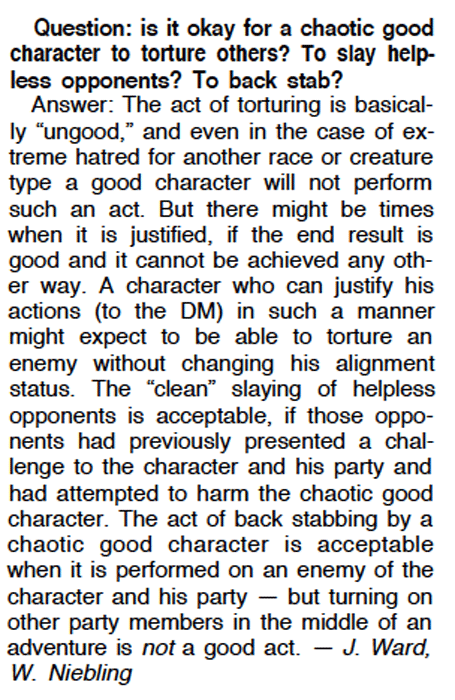 Question: is it okay for a chaotic good
character to torture others? To slay help-
less opponents? To back stab?
Answer: The act of torturing is basical-
ly “ungood,” and even in the case of ex-
treme hatred for another race or creature
type a good character will not perform
such an act. But there might be times
when it is justified, if the end result is
good and it cannot be achieved any oth-
er way. A character who can justify his
actions (to the DM) in such a manner
might expect to be able to torture an
enemy without changing his alignment
status. The “clean” slaying of helpless
opponents is acceptable, if those oppo-
nents had previously presented a chal-
lenge to the character and his party and
had attempted to harm the chaotic good
character. The act of back stabbing by a
chaotic good character is acceptable
when it is performed on an enemy of the
character and his party — but turning on
other party members in the middle of an
adventure is not a good act. — J. Ward,
W. Niebling